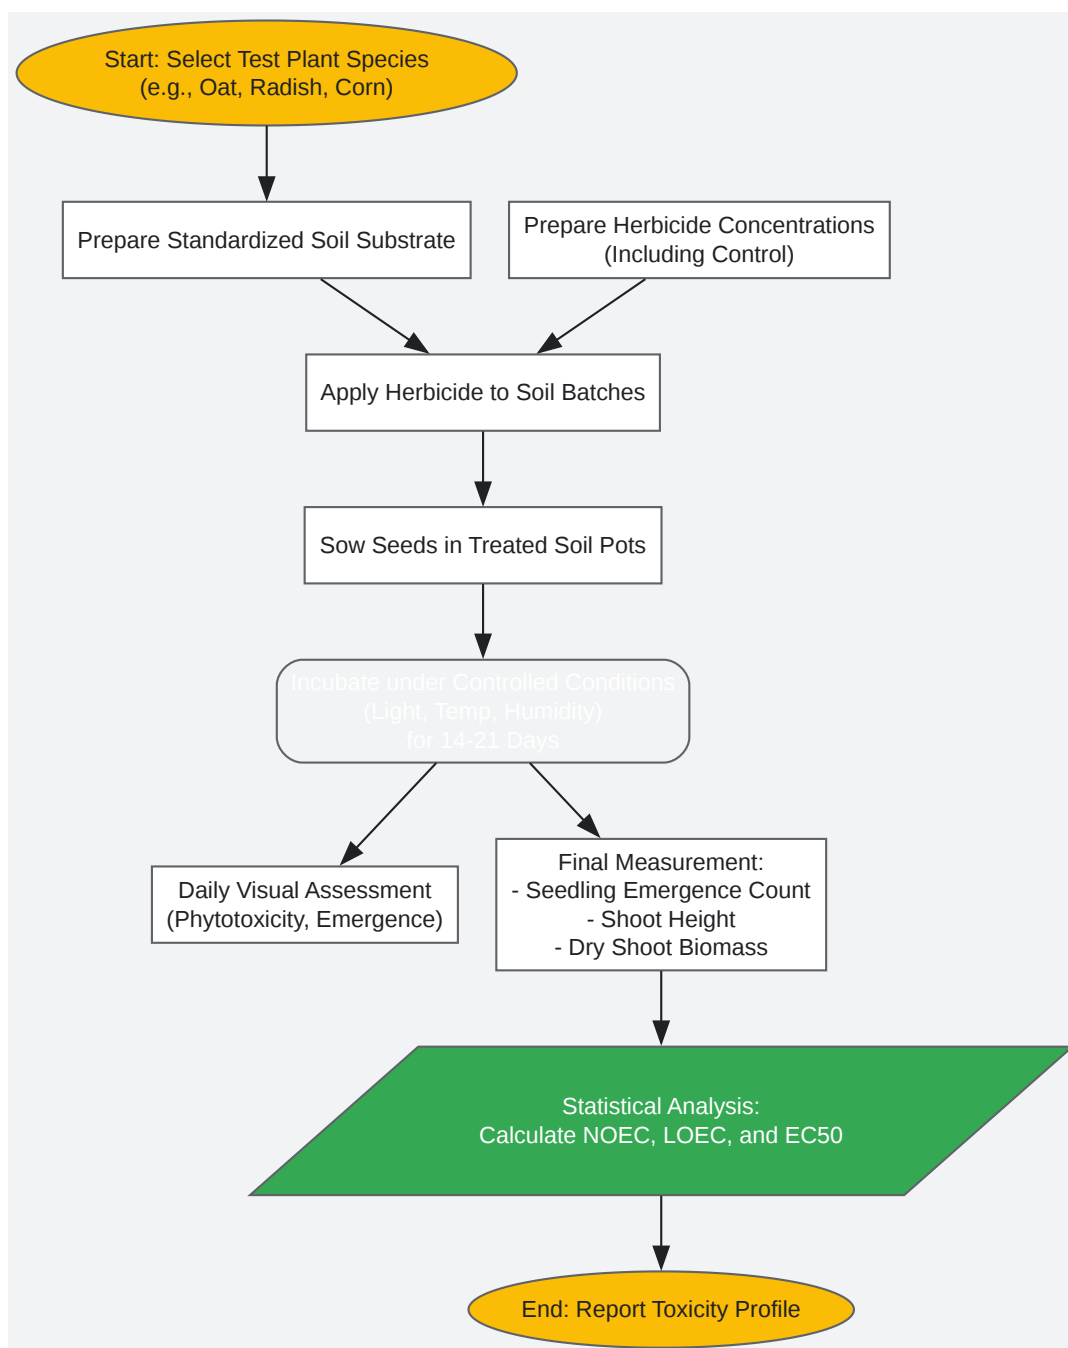 Start: Select Test Plant Species
(e.g., Oat, Radish, Corn)
Prepare Standardized Soil Substrate
Prepare Herbicide Concentrations
(Including Control)
Apply Herbicide to Soil Batches
Sow Seeds in Treated Soil Pots
Incubate under Controlled Conditions
(Light, Temp, Humidity)
for 14-21 Days
Daily Visual Assessment
(Phytotoxicity, Emergence)
Final Measurement:
- Seedling Emergence Count
- Shoot Height
- Dry Shoot Biomass
Statistical Analysis:
Calculate NOEC, LOEC, and EC50
End: Report Toxicity Profile